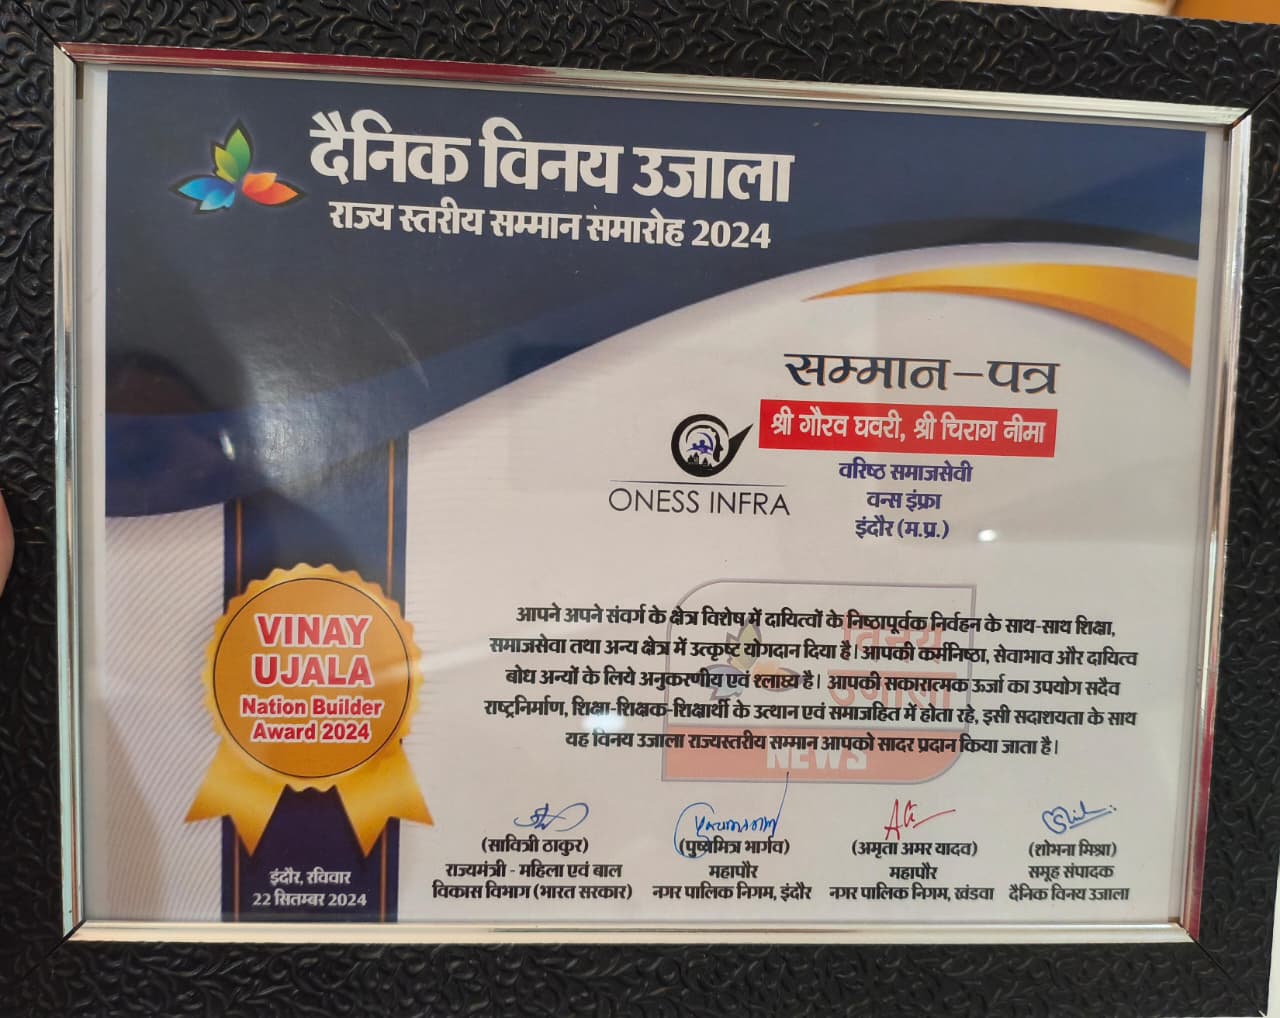 दैनिक विनय उजाला
राज्य स्तरीय सम्मान समारोह 2024
सम्मान-पत्र
श्री गौरव घवरी, श्री चिराग नीमा
वरिष्ठ समाजसेवी
वन्स इंफ्रा
इंदौर (म.प्र.)
ONESS INFRA
आपने अपने संवर्ग के क्षेत्र विशेष में दायित्वों के निष्ठापूर्वक निर्वहन के साथ-साथ शिक्षा,
समाजसेवा तथा अन्य क्षेत्र में उत्कृष्ट योगदान दिया है। आपकी कर्मनिष्ठा, सेवाभाव और दायित्व
बोध अन्यों के लिये अनुकरणीय एवं श्लाघ्य है। आपकी सकारात्मक ऊर्जा का उपयोग सदैव
राष्ट्रनिर्माण, शिक्षा-शिक्षक-शिक्षार्थी के उत्थान एवं समाजहित में होता रहे, इसी सदाशयता के साथ
यह विनय उजाला राज्यस्तरीय सम्मान आपको सादर प्रदान किया जाता है।
विनय
उजाला
NEWS
VINAY
UJALA
Nation Builder
Award 2024
इंदौर, रविवार
22 सितम्बर 2024
(सावित्री ठाकुर)
राज्यमंत्री - महिला एवं बाल
विकास विभाग (भारत सरकार)
(पुष्यमित्र भार्गव)
महापौर
नगर पालिक निगम, इंदौर
(अमृता अमर यादव)
महापौर
नगर पालिक निगम, खंडवा
(शोभना मिश्रा)
समूह संपादक
दैनिक विनय उजाला